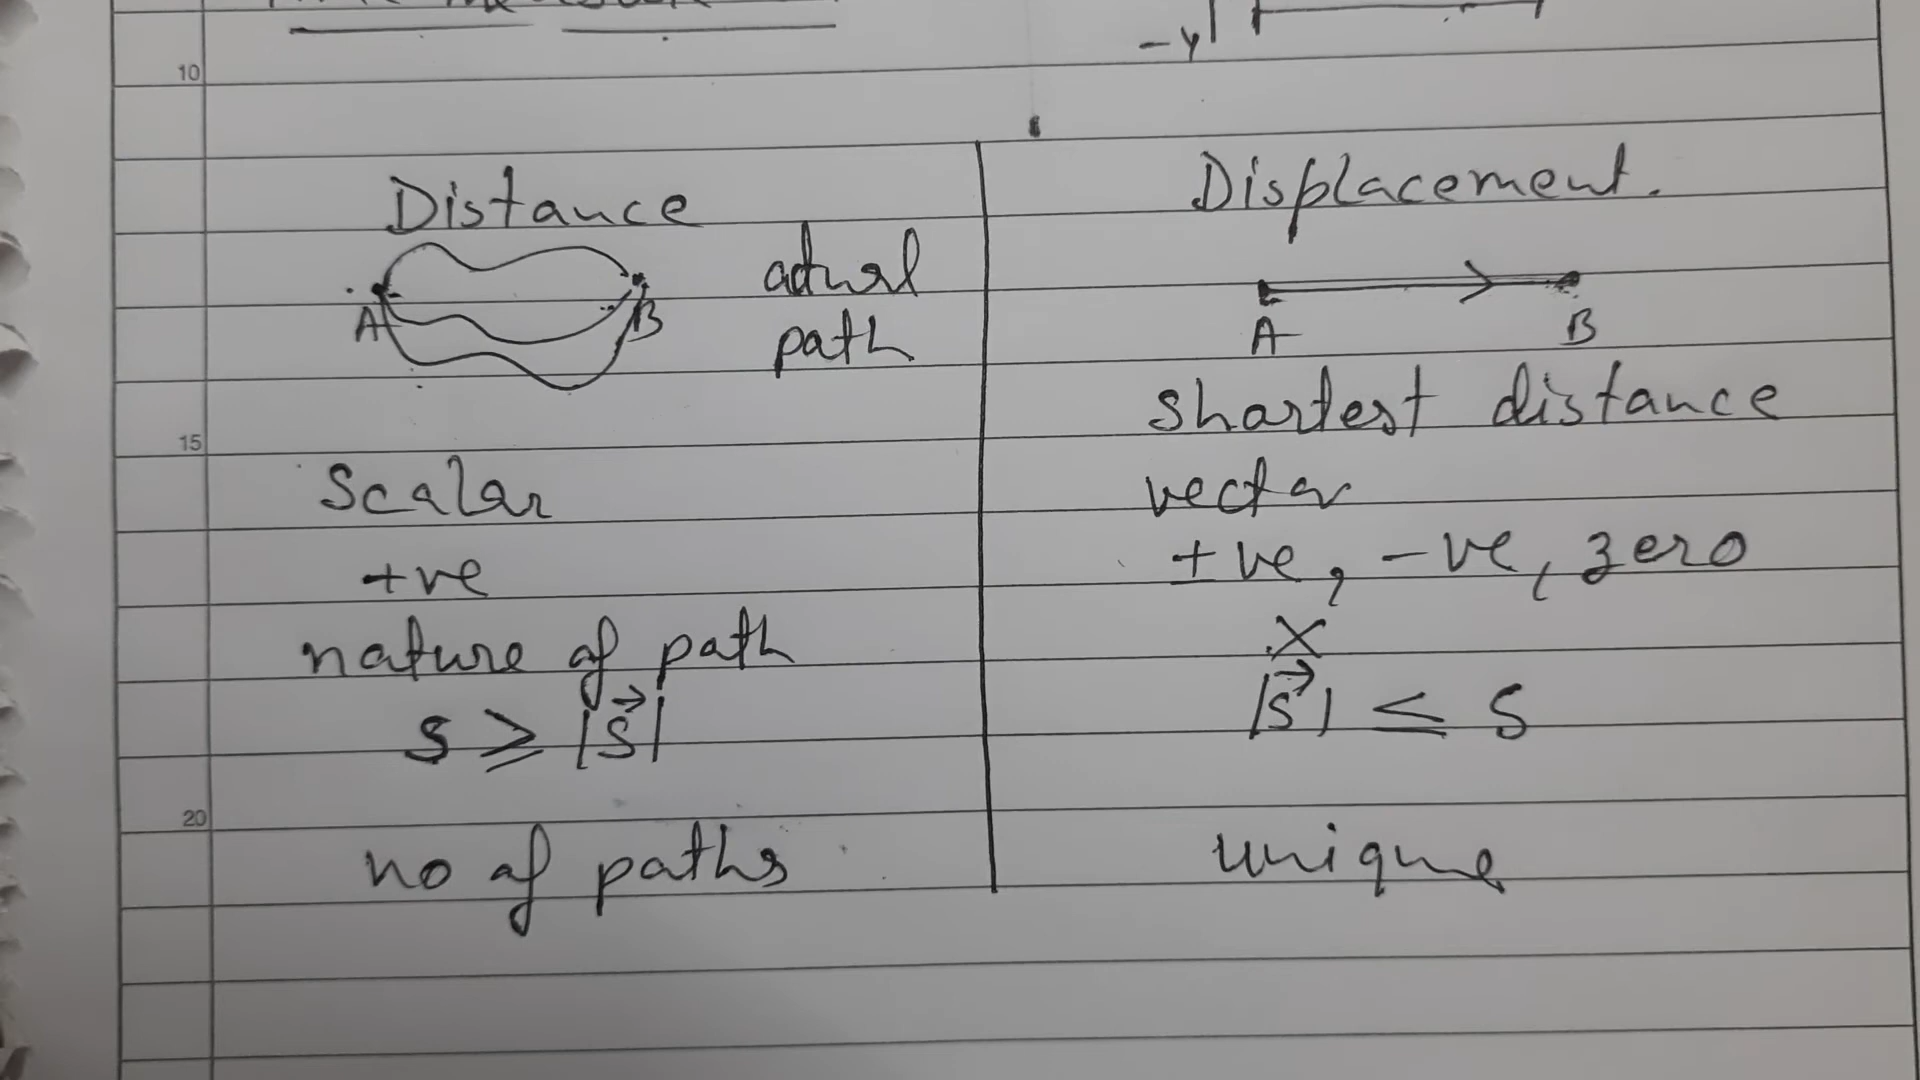 10
-y
Distance
Displacement.
A
B
actual
path
A
B
shortest distance
15
Scalar
vector
+ve
+ve, -ve, zero
nature of path
X
s ≥ |s⃗|
|s⃗| ≤ s
20
no of paths
unique